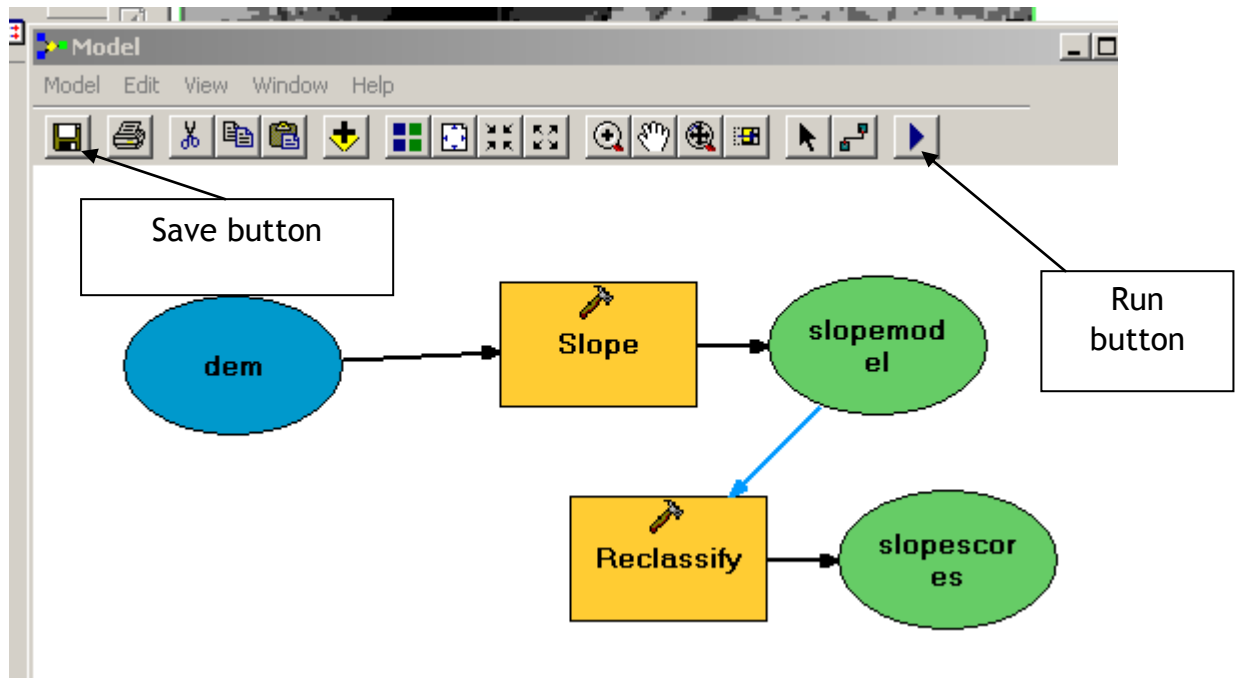 Model
Model Edit View Window Help
Save button
Run
button
dem
Slope
slopemod
el
Reclassify
slopescor
es